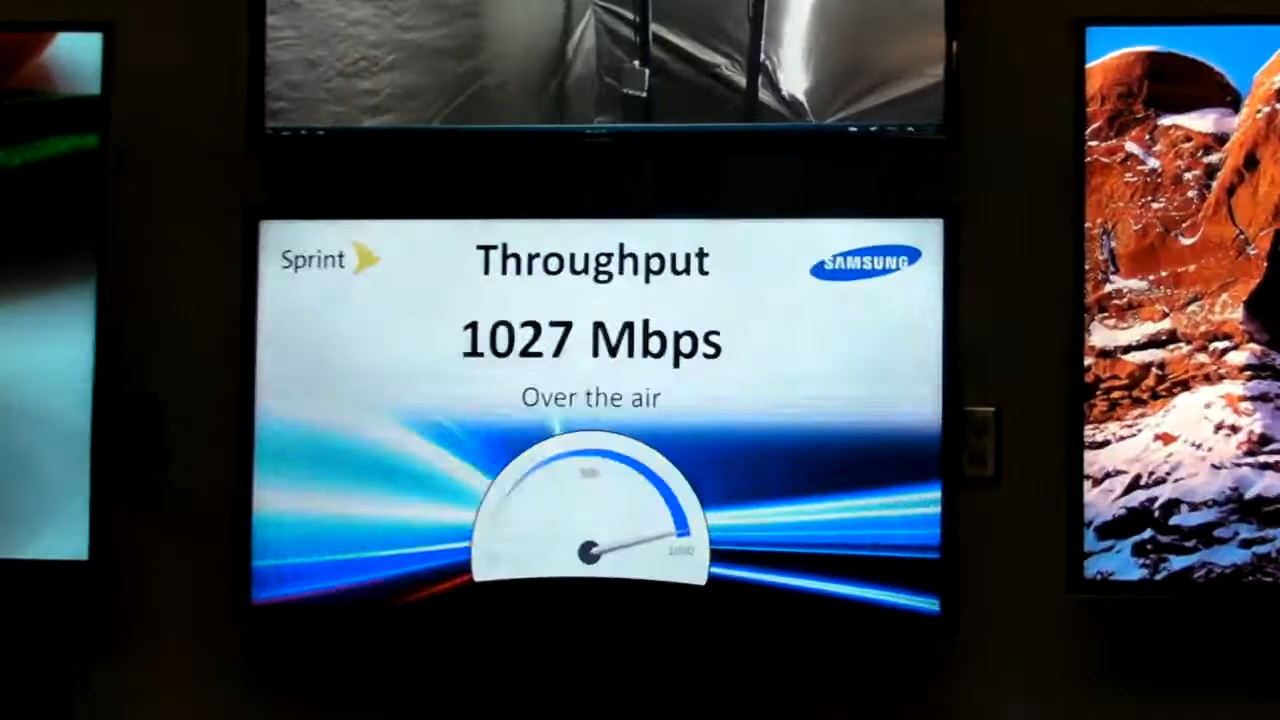 Sprint
Throughput
SAMSUNG
1027 Mbps
Over the air